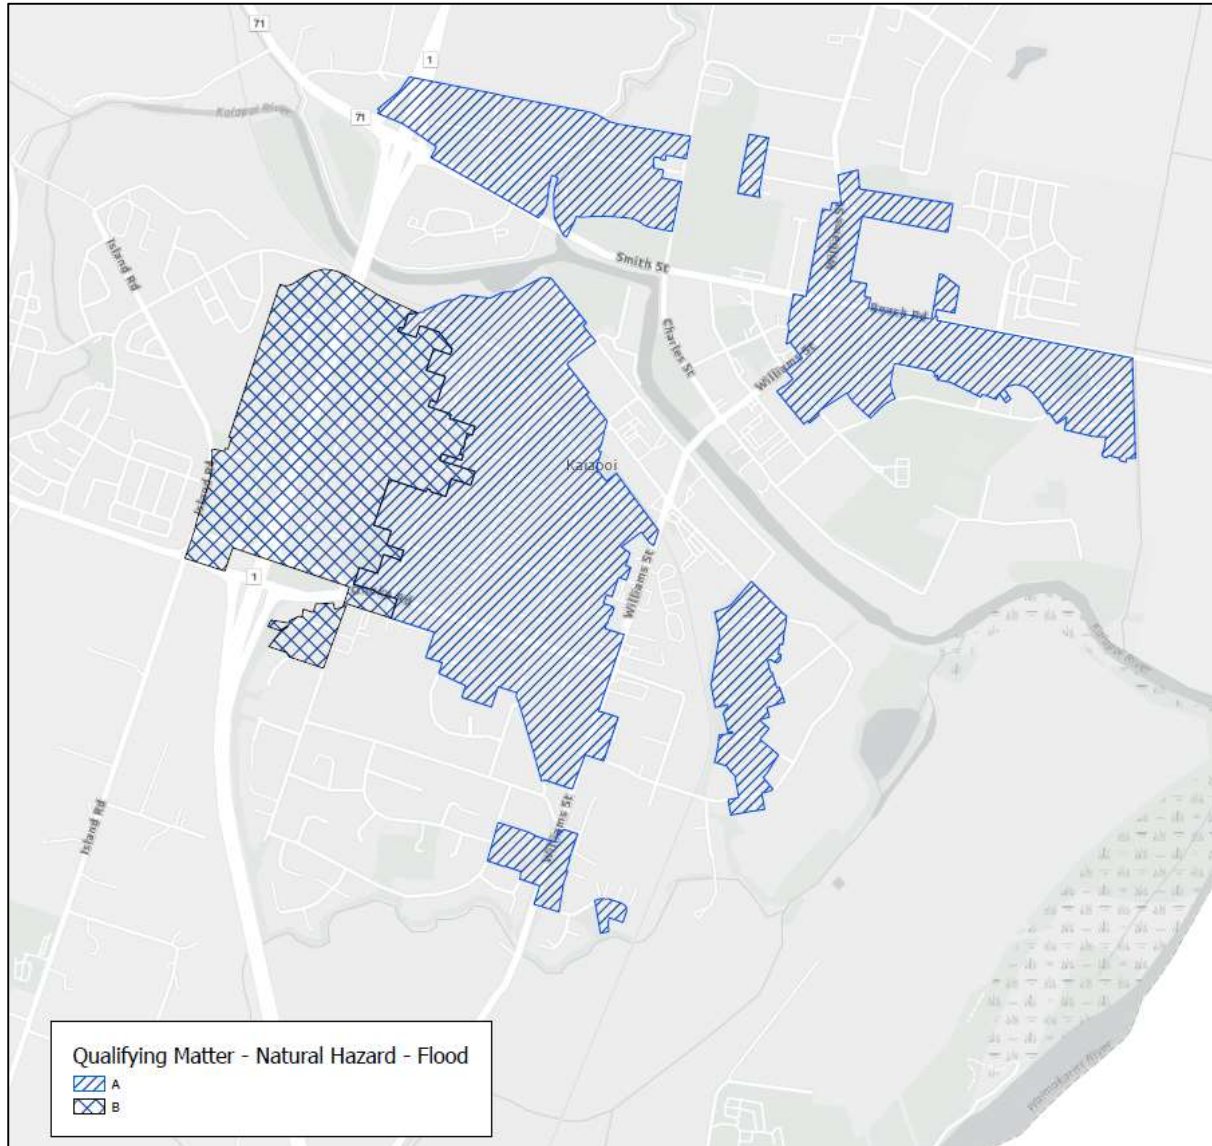 71
1
71
Kaiapoi River
Island Rd
Smith St
Williams St
Beach Rd
Charles St
Williams St
Kaiapoi
Island Rd
1
Williams St
Kaiapoi River
Island Rd
Williams St
Waimakariri River
Qualifying Matter - Natural Hazard - Flood
A
B